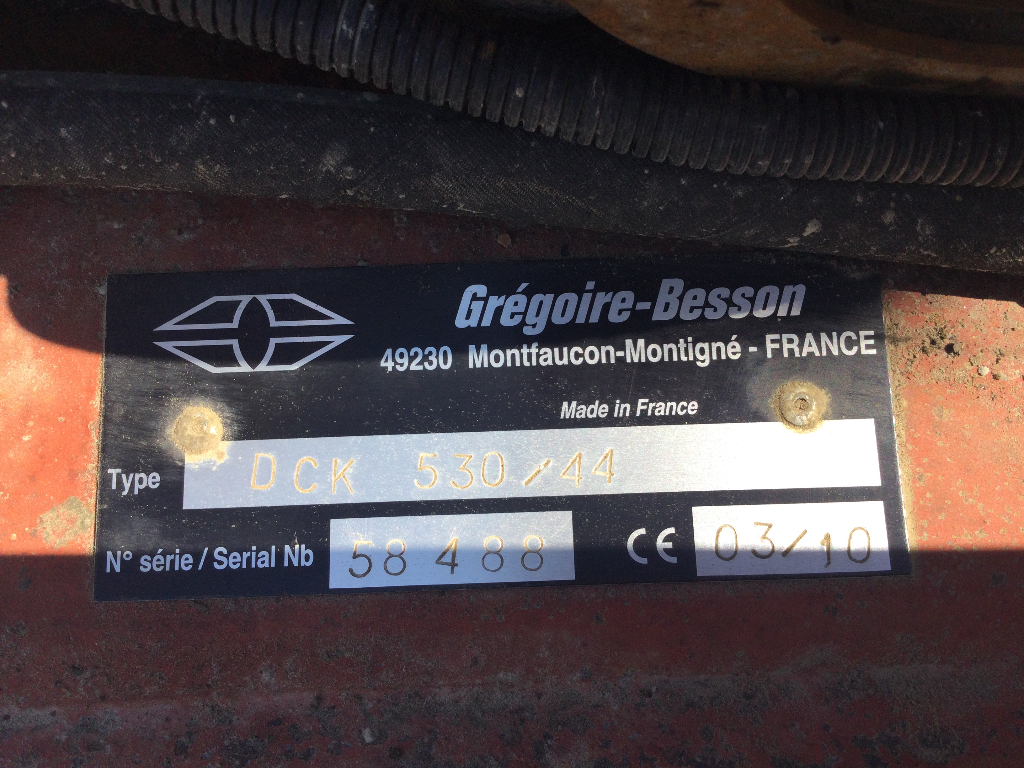 Grégoire-Besson
49230 Montfaucon-Montigné - FRANCE
Made in France
Type DCK 530/44
N° série / Serial Nb 58 488 CE 03/10